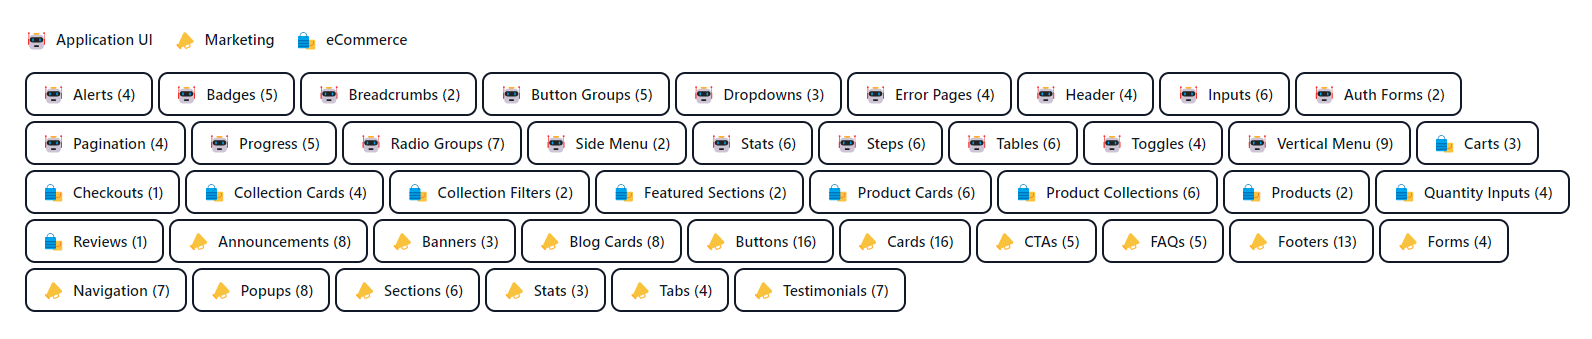 Application UI Marketing eCommerce
Alerts (4) Badges (5) Breadcrumbs (2) Button Groups (5) Dropdowns (3) Error Pages (4) Header (4) Inputs (6) Auth Forms (2)
Pagination (4) Progress (5) Radio Groups (7) Side Menu (2) Stats (6) Steps (6) Tables (6) Toggles (4) Vertical Menu (9) Carts (3)
Checkouts (1) Collection Cards (4) Collection Filters (2) Featured Sections (2) Product Cards (6) Product Collections (6) Products (2) Quantity Inputs (4)
Reviews (1) Announcements (8) Banners (3) Blog Cards (8) Buttons (16) Cards (16) CTAs (5) FAQs (5) Footers (13) Forms (4)
Navigation (7) Popups (8) Sections (6) Stats (3) Tabs (4) Testimonials (7)